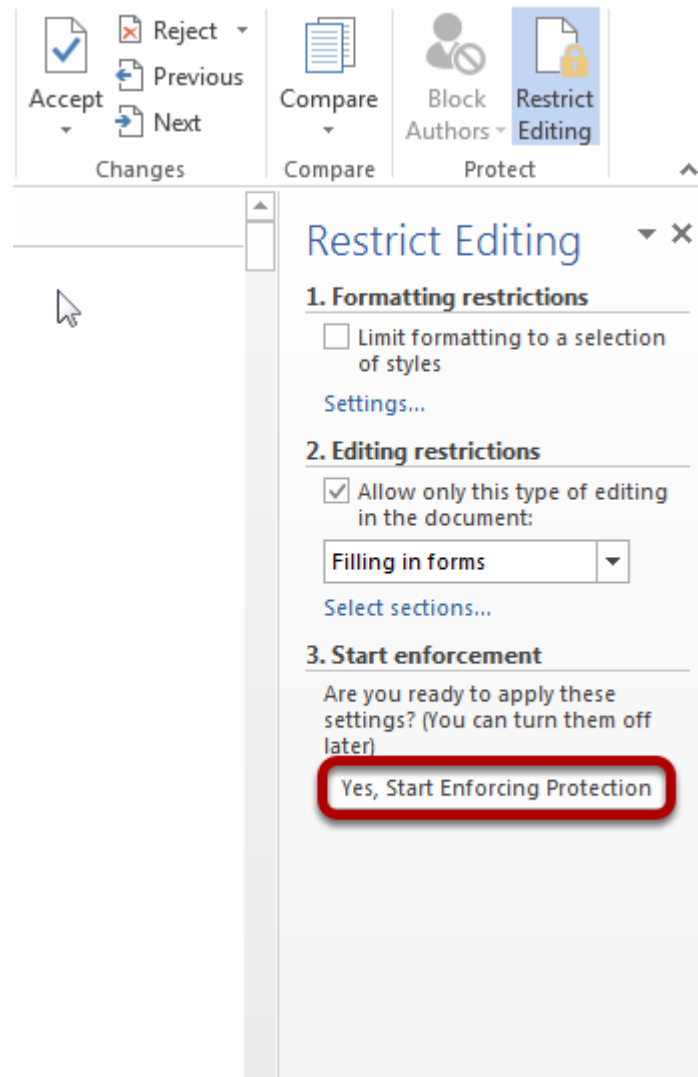 Reject
Previous
Accept
Next
Changes
Compare
Compare
Block
Authors
Restrict
Editing
Protect
Restrict Editing
1. Formatting restrictions
Limit formatting to a selection
of styles
Settings...
2. Editing restrictions
Allow only this type of editing
in the document:
Filling in forms
Select sections...
3. Start enforcement
Are you ready to apply these
settings? (You can turn them off
later)
Yes, Start Enforcing Protection